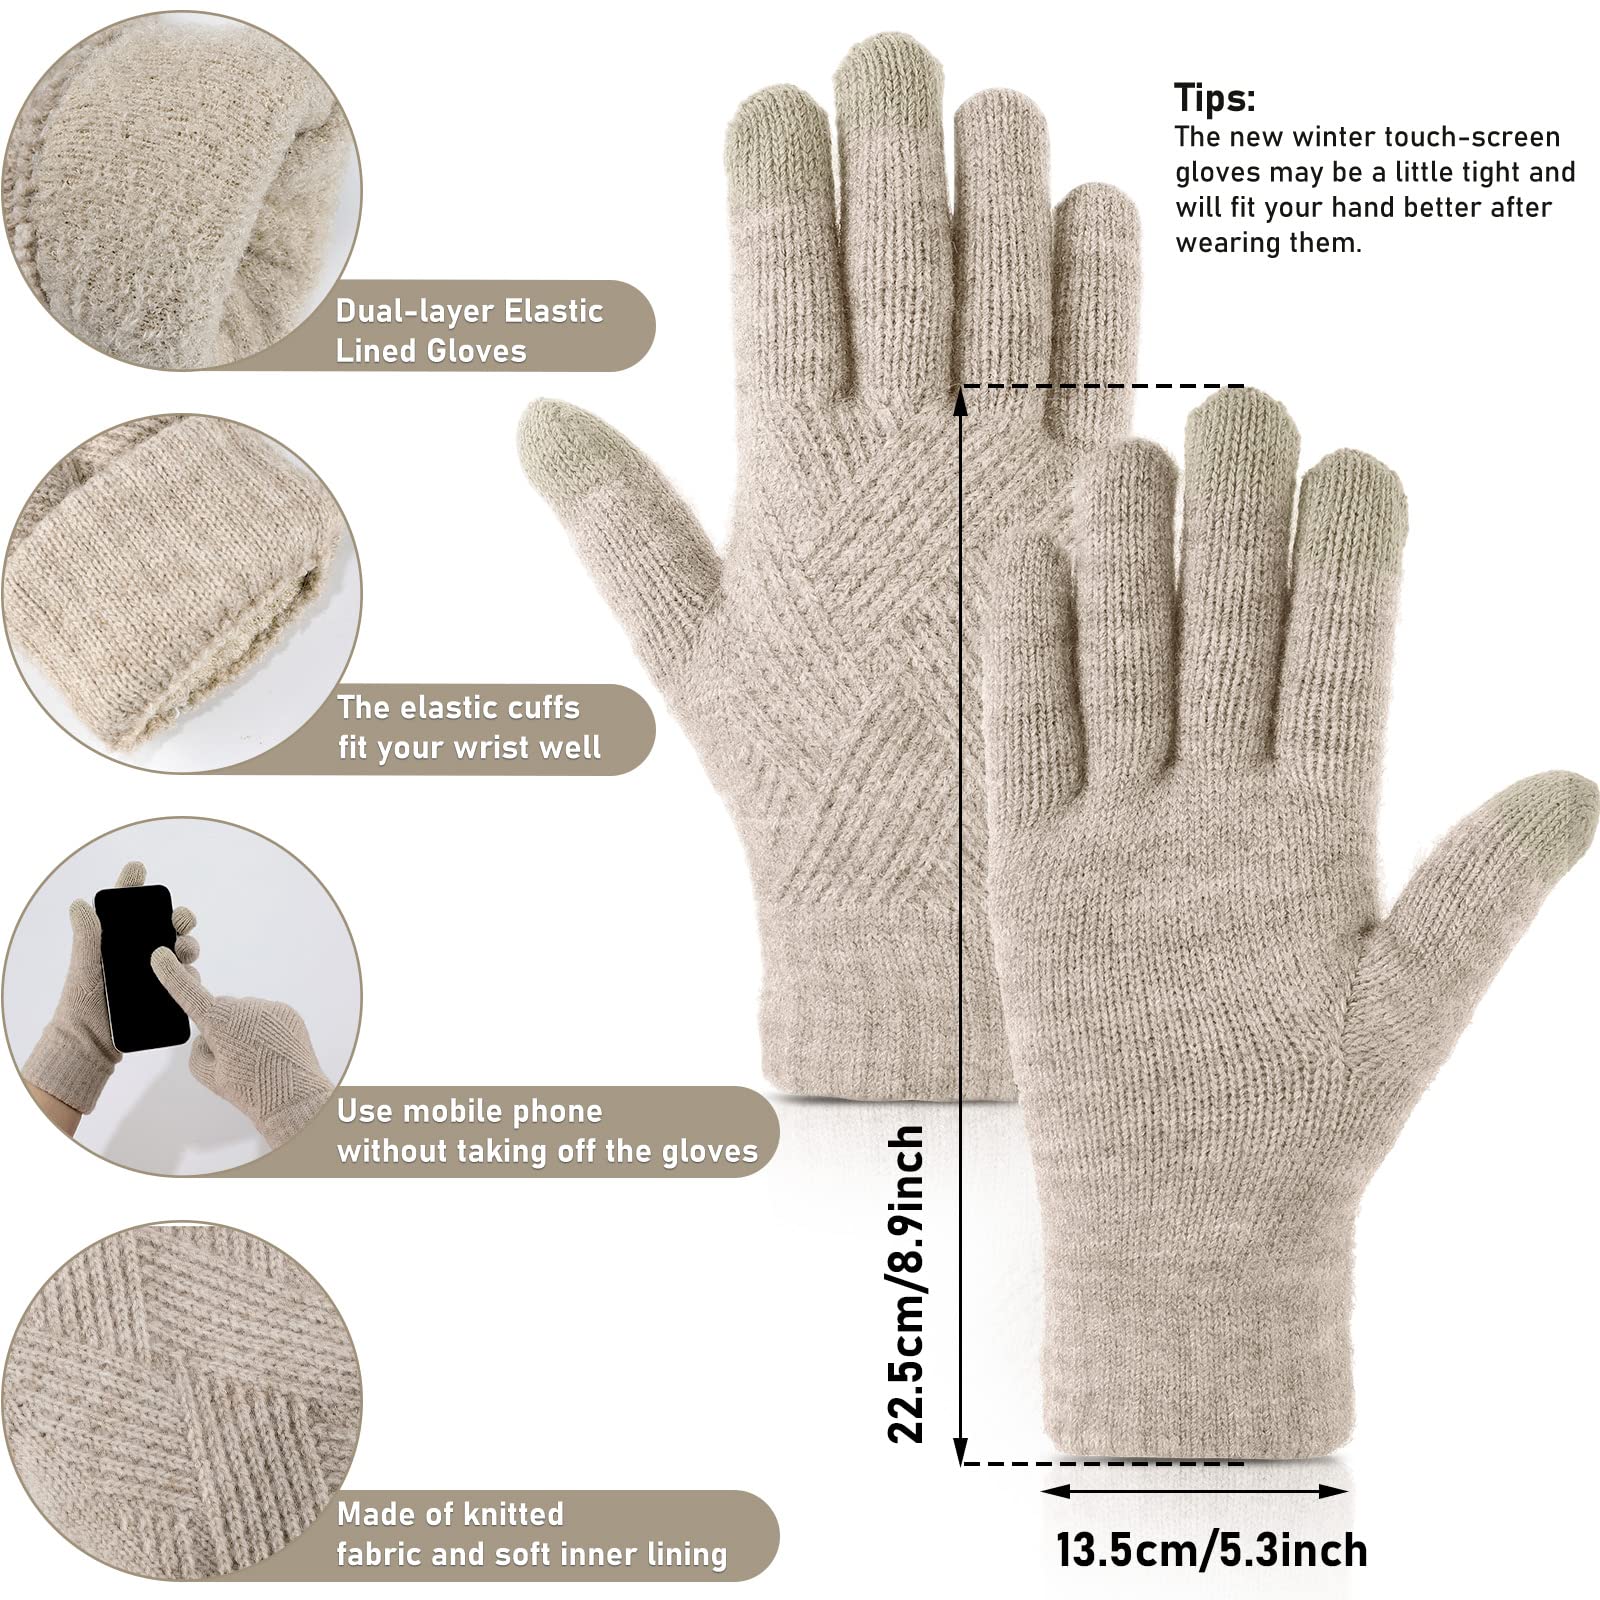 Tips:
The new winter touch-screen
gloves may be a little tight and
will fit your hand better after
wearing them.
Dual-layer Elastic
Lined Gloves
The elastic cuffs
fit your wrist well
Use mobile phone
without taking off the gloves
Made of knitted
fabric and soft inner lining
22.5cm/8.9inch
13.5cm/5.3inch